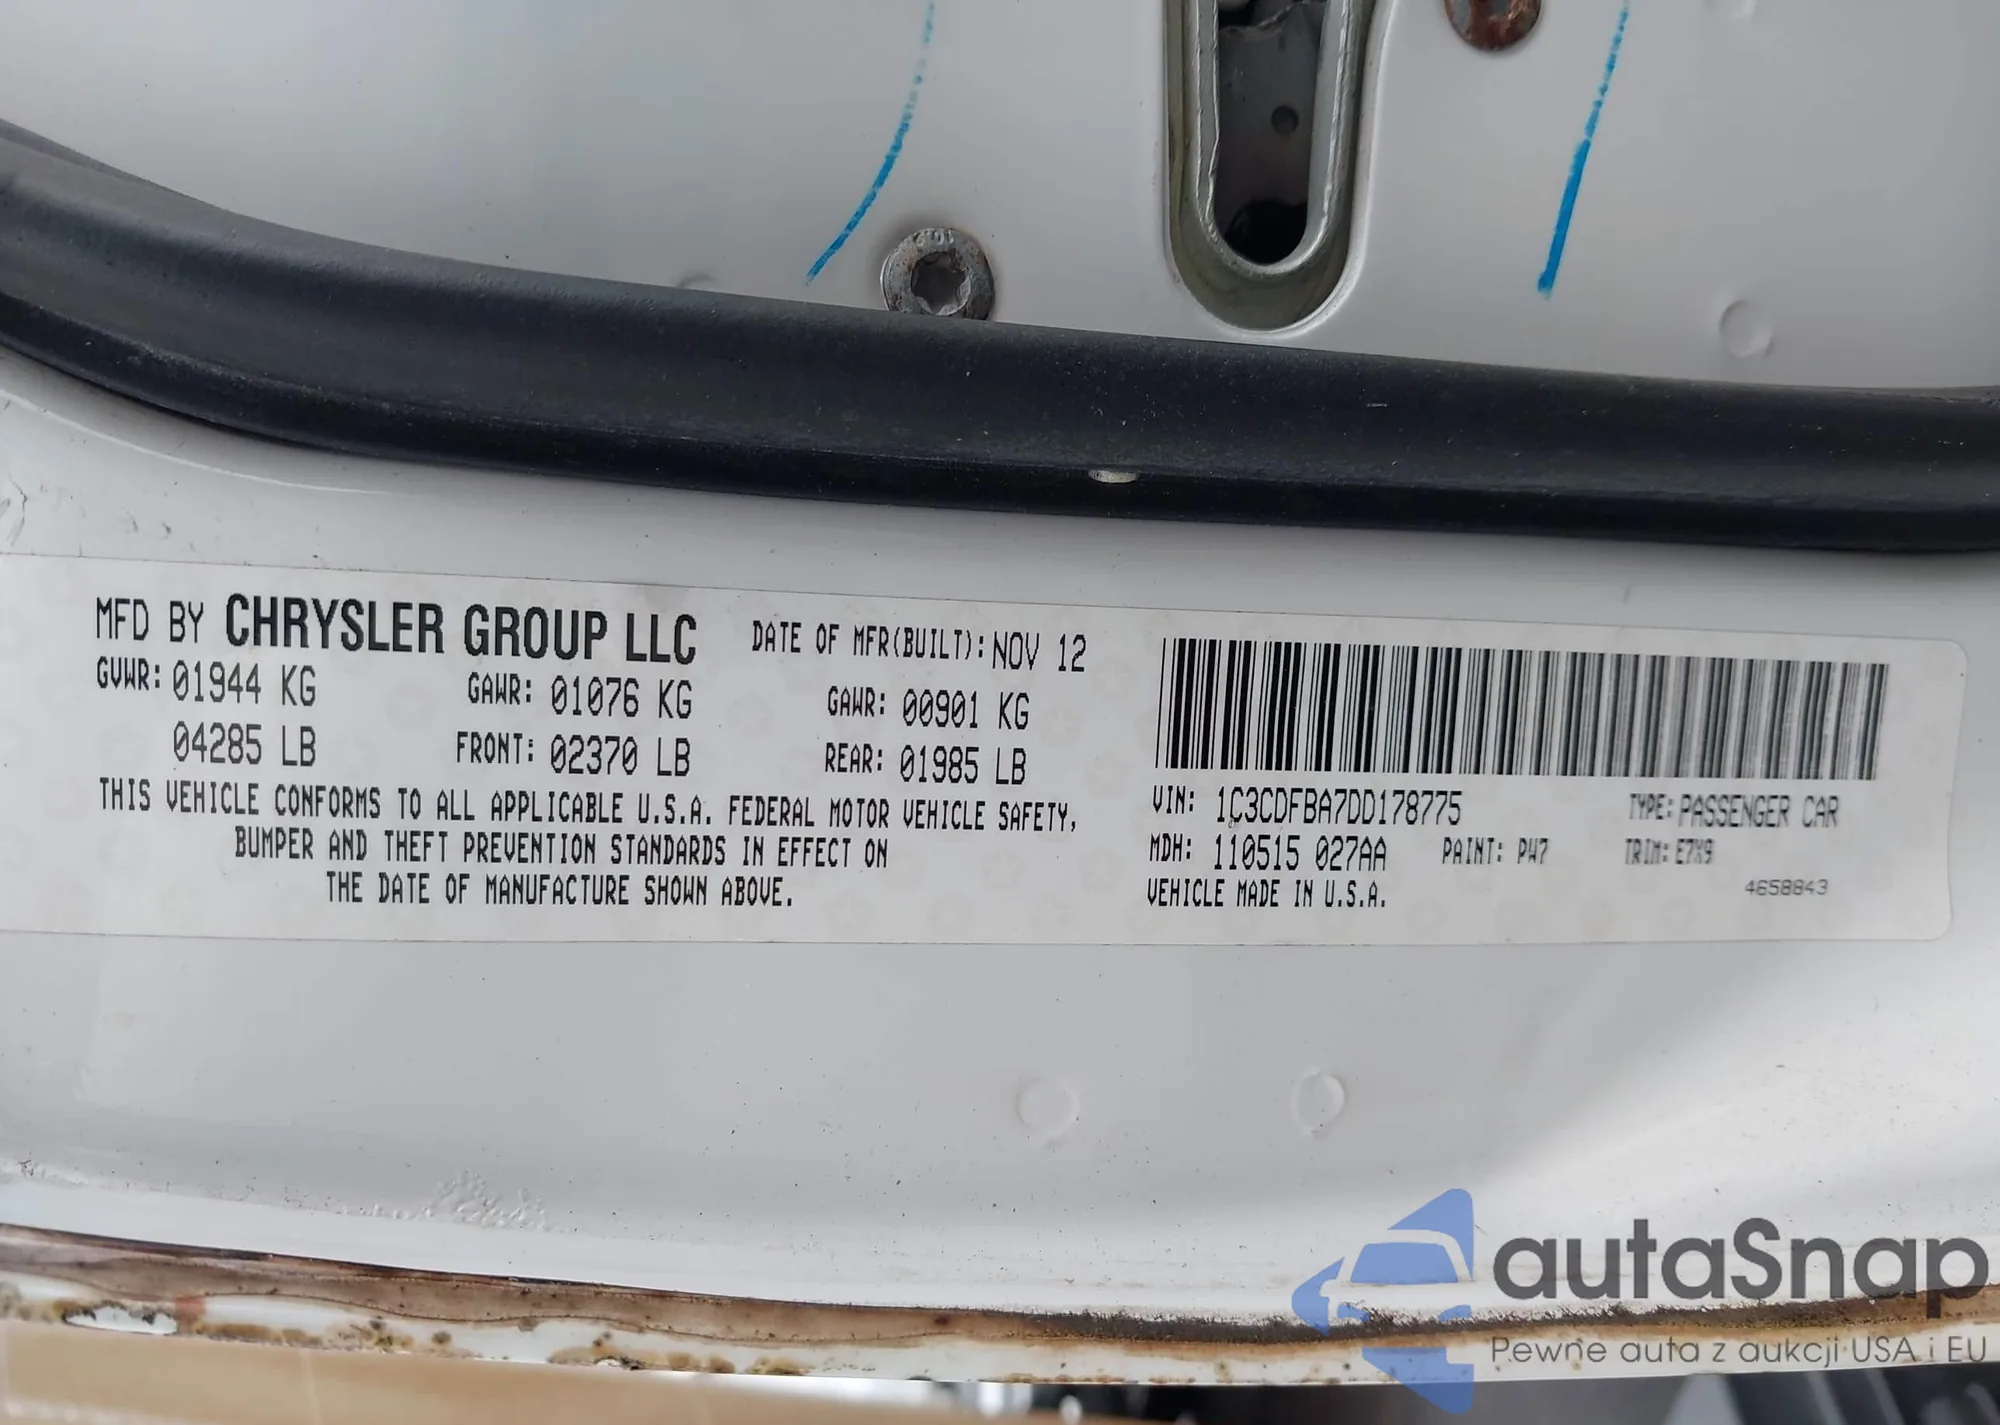 MFD BY CHRYSLER GROUP LLC DATE OF MFR(BUILT): NOV 12
GVWR: 01944 KG GAWR: 01076 KG GAWR: 00901 KG
04285 LB FRONT: 02370 LB REAR: 01985 LB
THIS VEHICLE CONFORMS TO ALL APPLICABLE U.S.A. FEDERAL MOTOR VEHICLE SAFETY,
BUMPER AND THEFT PREVENTION STANDARDS IN EFFECT ON
THE DATE OF MANUFACTURE SHOWN ABOVE.
VIN: 1C3CDFBA7DD178775 TYPE: PASSENGER CAR
MDH: 110515 027AA PAINT: PW7 TRIM: E7X9
VEHICLE MADE IN U.S.A. 4658843
autaSnap
Pewne auta z aukcji USA i EU